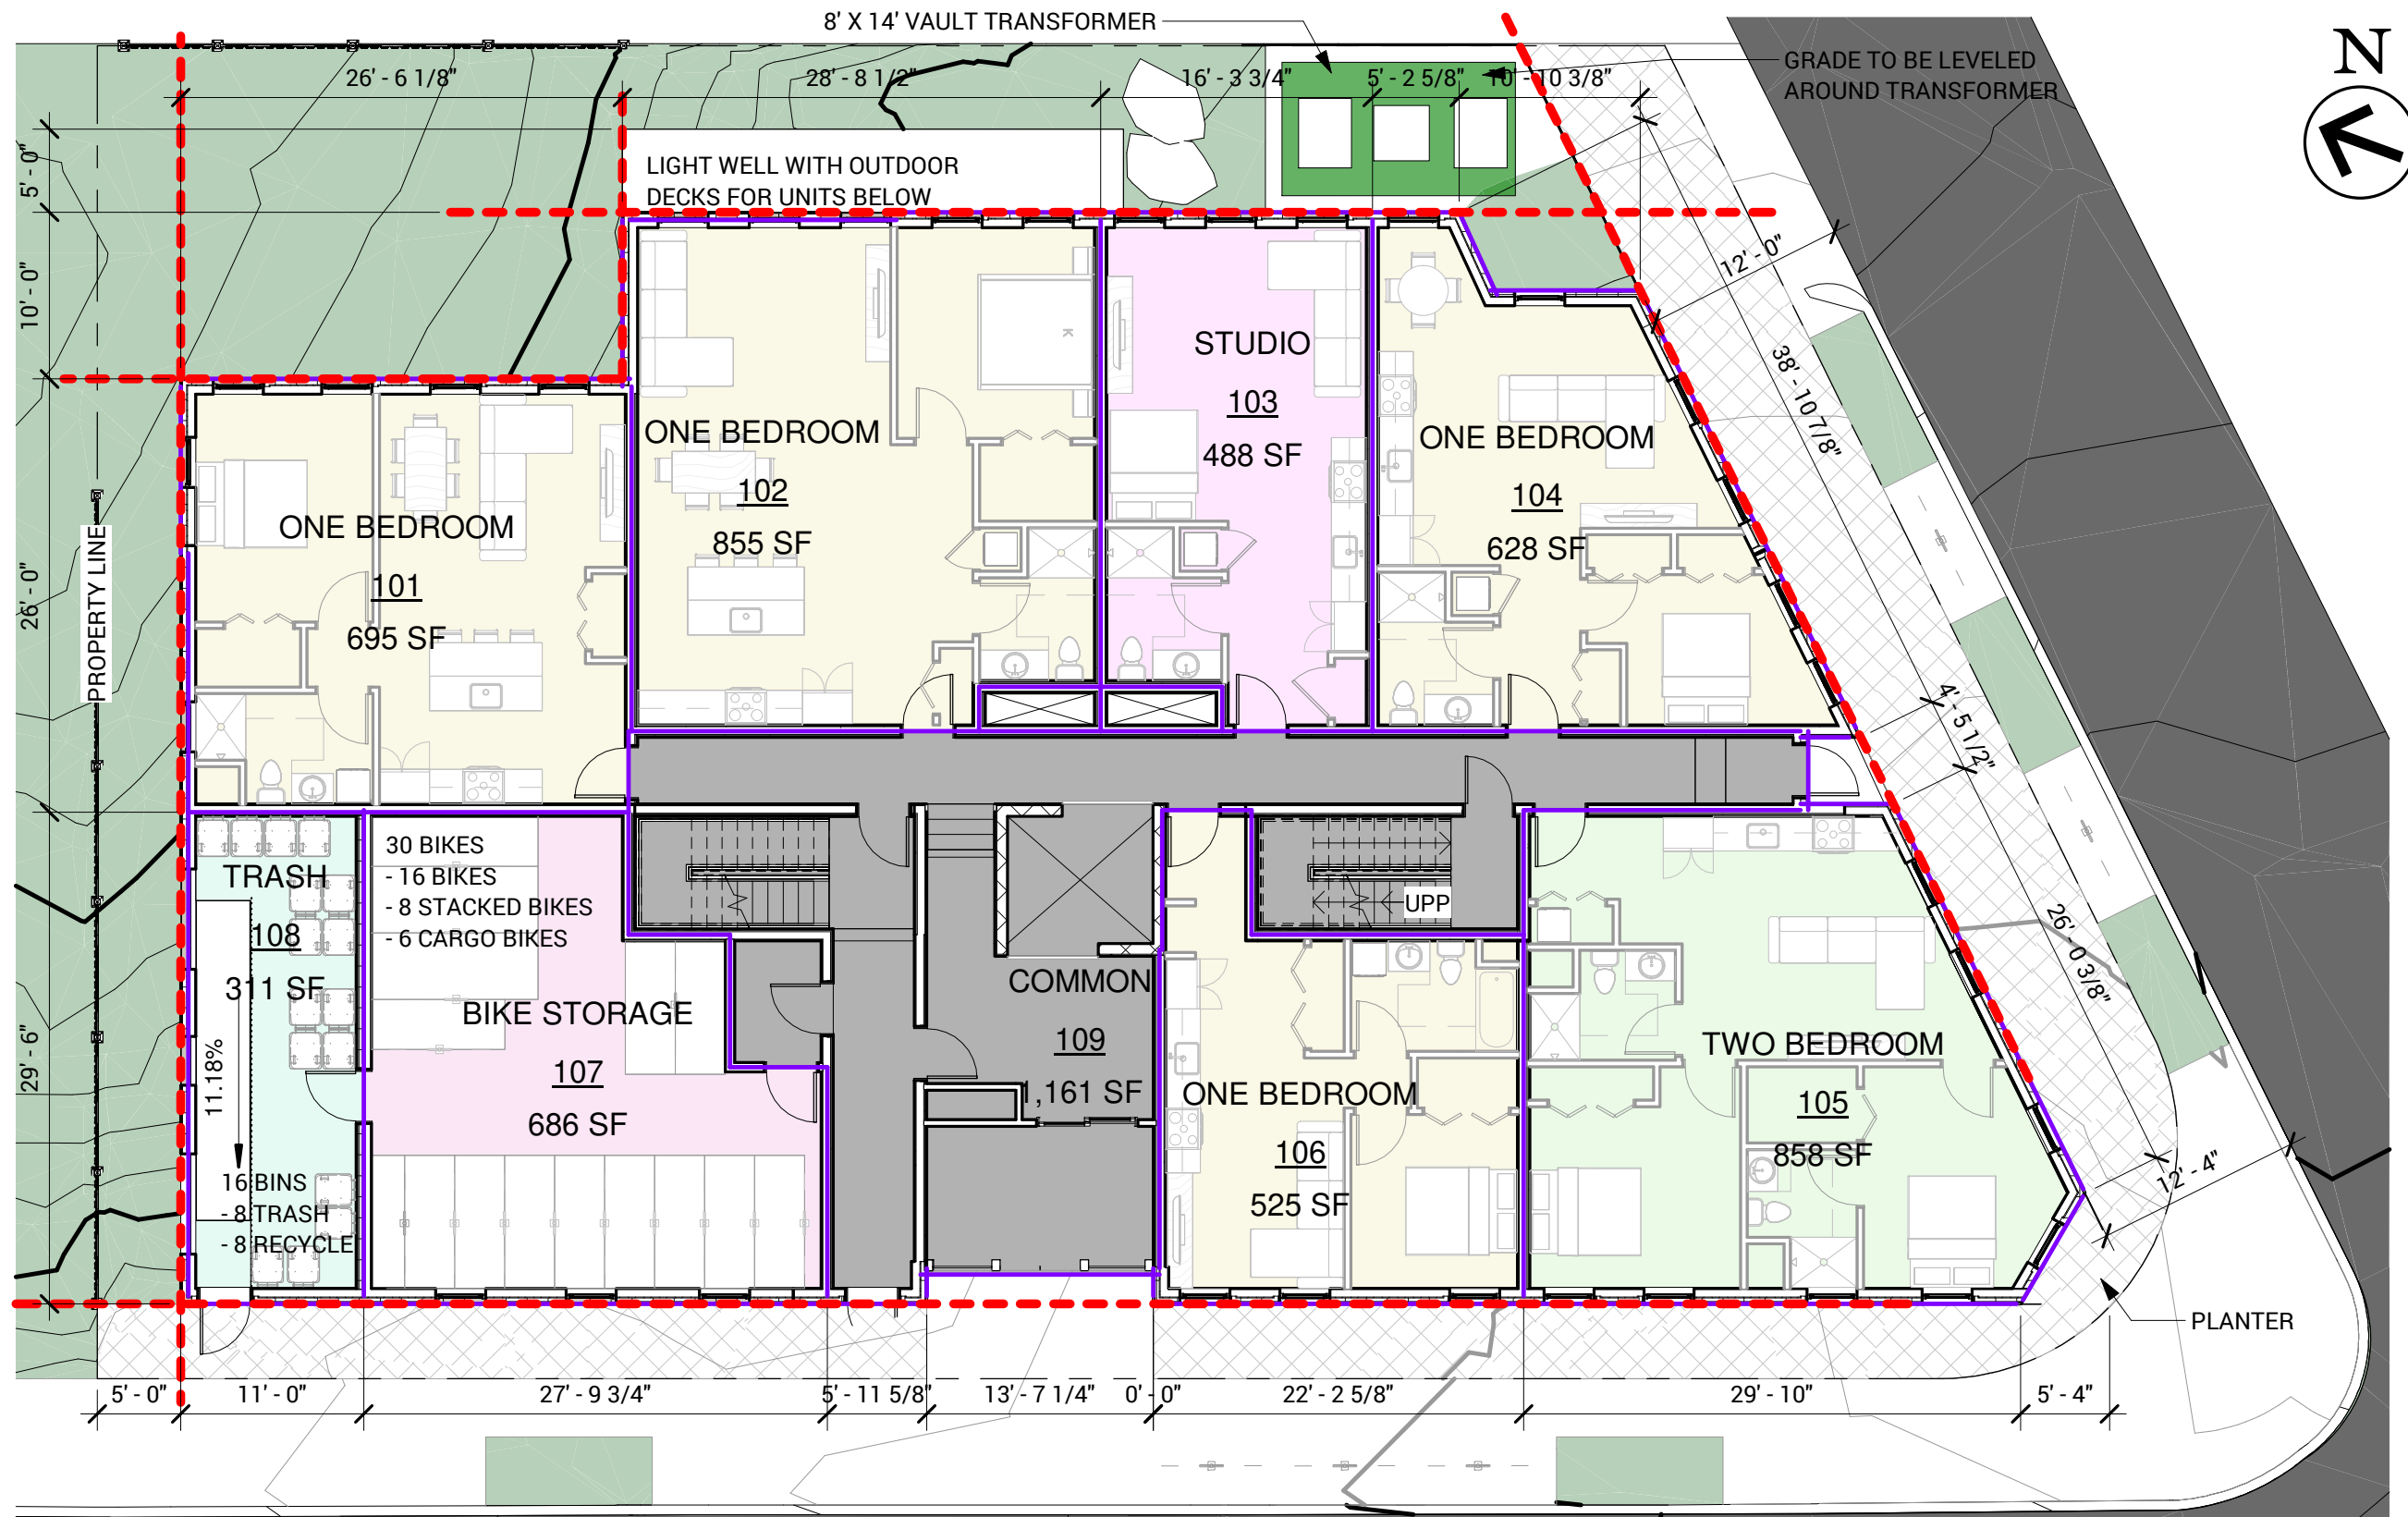 8' X 14' VAULT TRANSFORMER
N
GRADE TO BE LEVELED
AROUND TRANSFORMER
26' - 6 1/8"
28' - 8 1/2"
16' - 3 3/4"
5' - 2 5/8"
10' - 10 3/8"
5' - 0"
10' - 0"
26' - 0"
29' - 6"
PROPERTY LINE
LIGHT WELL WITH OUTDOOR
DECKS FOR UNITS BELOW
12' - 0"
38' - 10 7/8"
4' - 5 1/2"
26' - 0 3/8"
12' - 4"
ONE BEDROOM
101
695 SF
ONE BEDROOM
102
855 SF
K
STUDIO
103
488 SF
ONE BEDROOM
104
628 SF
TRASH
108
311 SF
11.18%
16 BINS
- 8 TRASH
- 8 RECYCLE
30 BIKES
- 16 BIKES
- 8 STACKED BIKES
- 6 CARGO BIKES
BIKE STORAGE
107
686 SF
COMMON
109
1,161 SF
UPP
ONE BEDROOM
106
525 SF
TWO BEDROOM
105
858 SF
PLANTER
5' - 0"
11' - 0"
27' - 9 3/4"
5' - 11 5/8"
13' - 7 1/4"
0' - 0"
22' - 2 5/8"
29' - 10"
5' - 4"